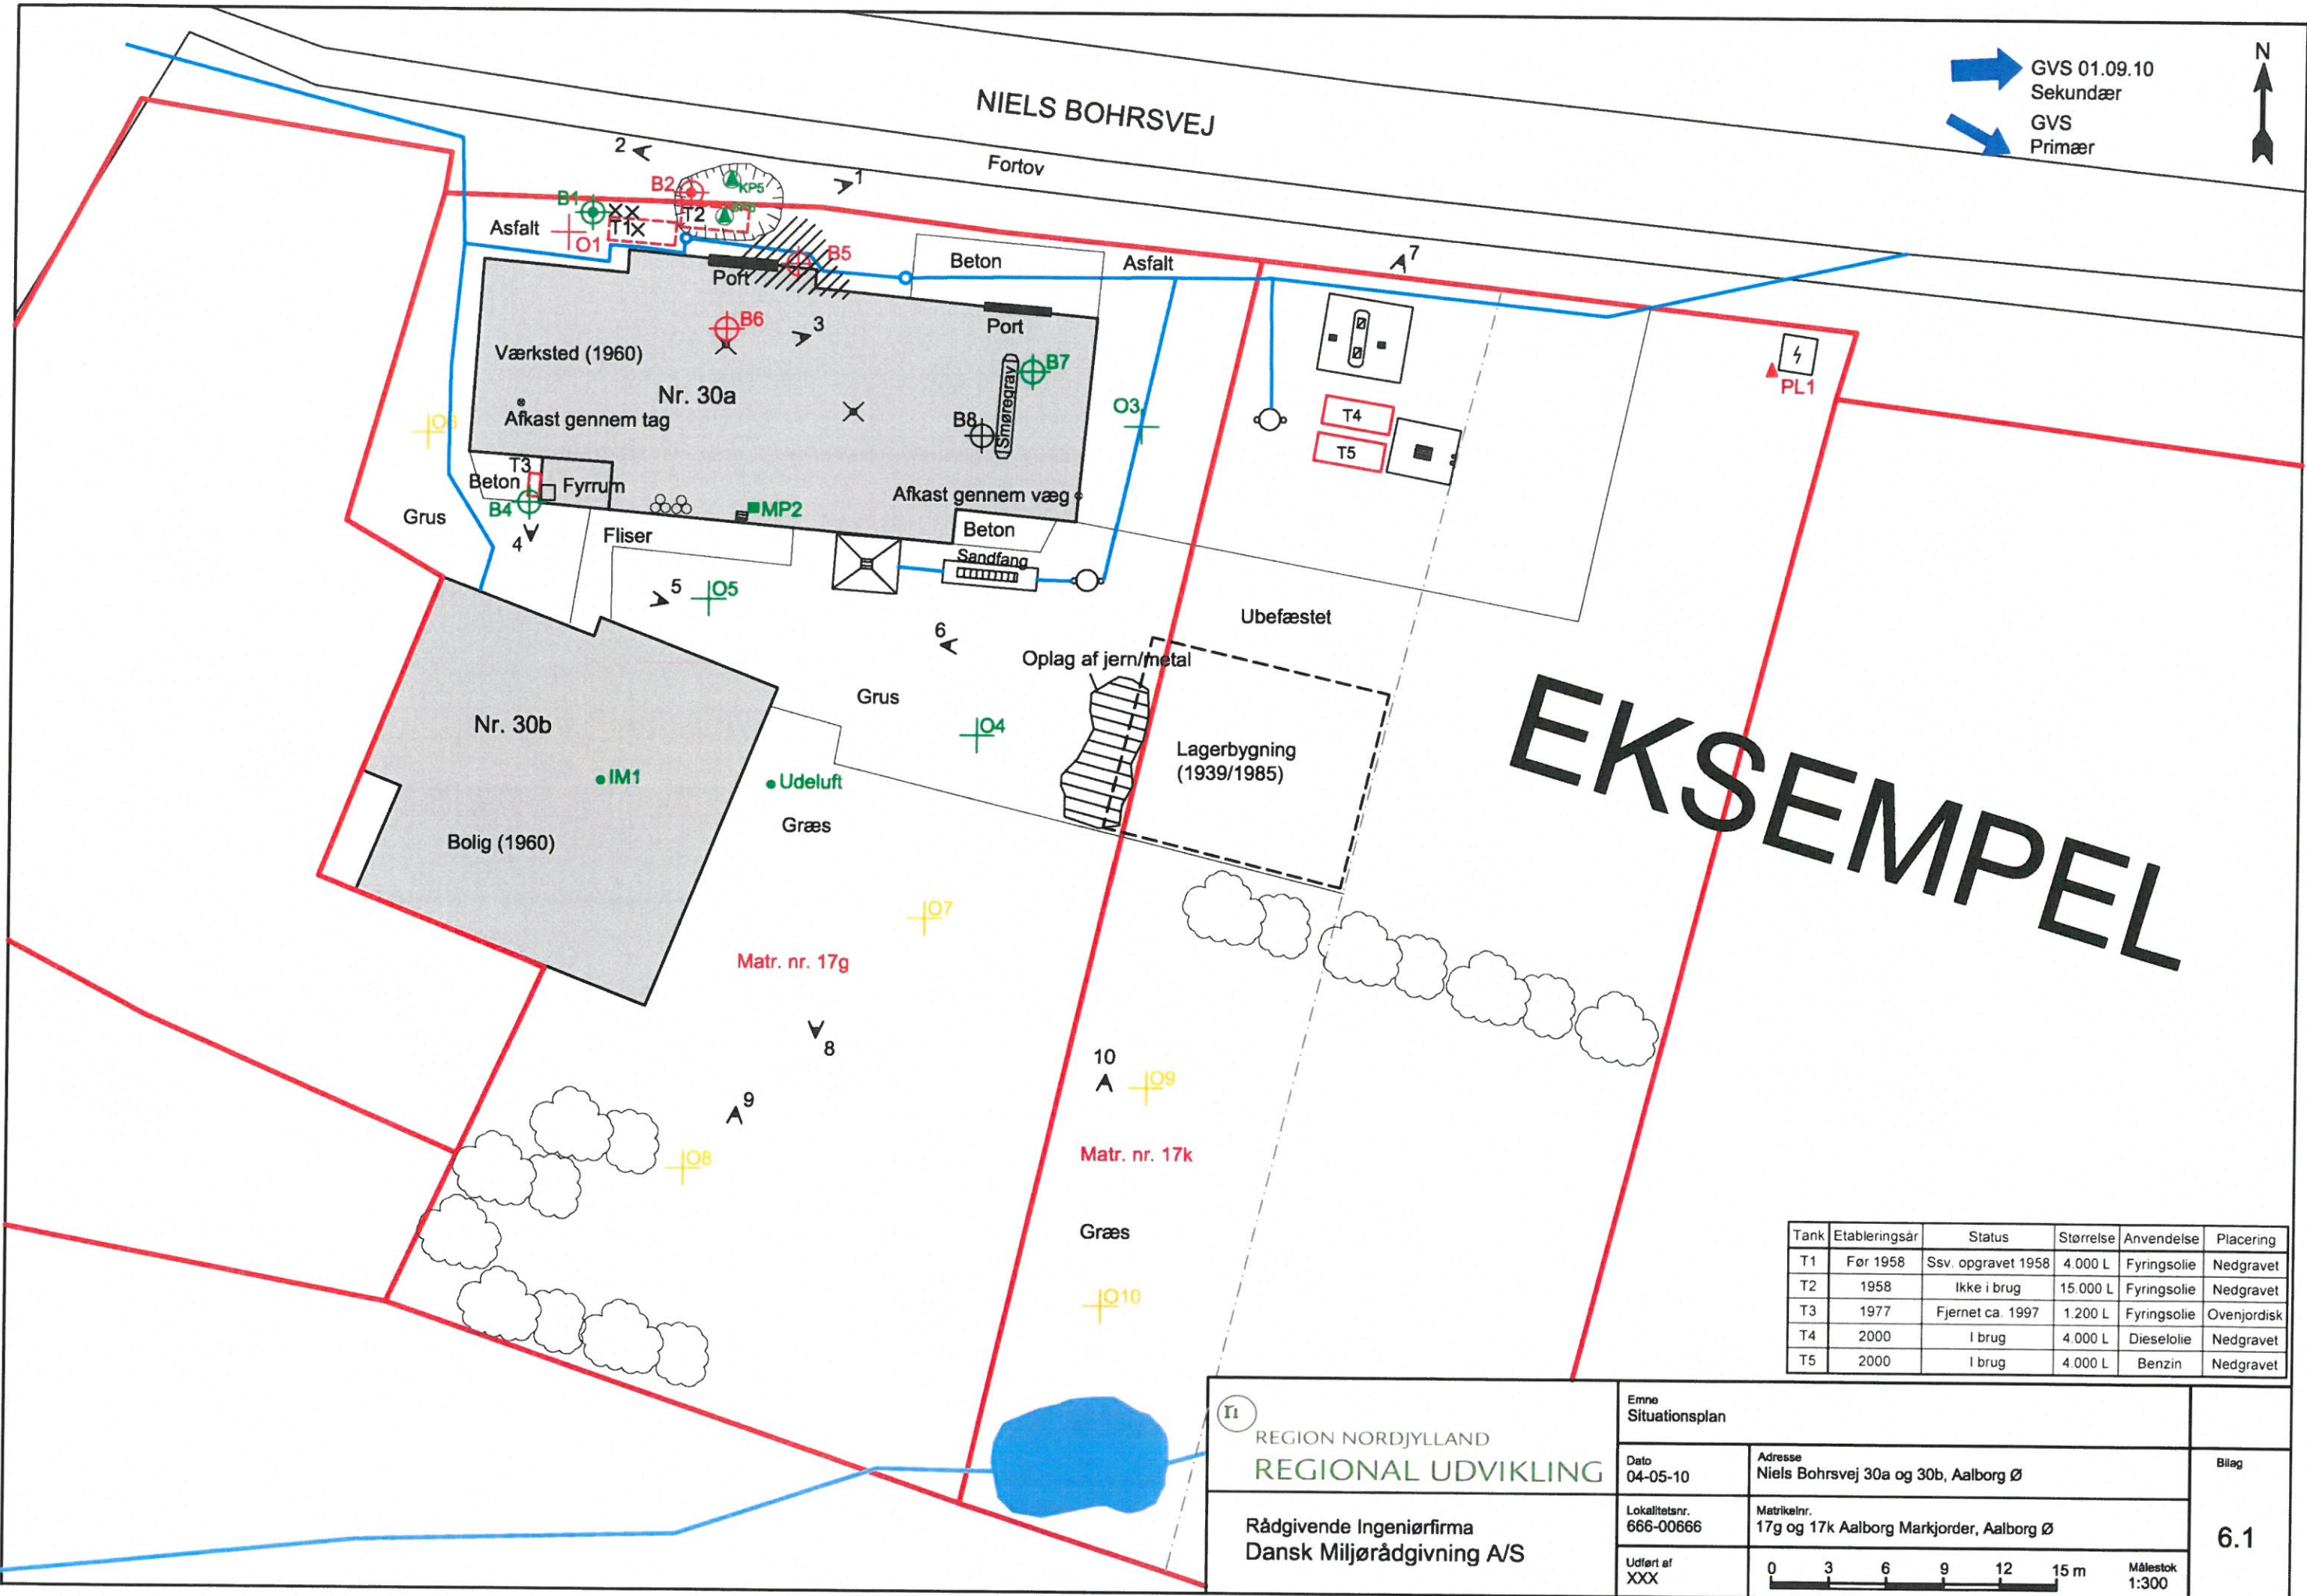 NIELS BOHRSVEJ
Fortov
GVS 01.09.10
Sekundær
GVS
Primær
N
2
1
7
B1
B2
KP5
T1
T2
Asfalt
O1
B5
Port
Beton
Asfalt
Port
B6
3
Værksted (1960)
Nr. 30a
Afkast gennem tag
B7
B8
Smøregrav
O3
O6
T3
Beton
Fyrrum
B4
4
Grus
MP2
Afkast gennem væg
Beton
Fliser
Sandfang
T4
T5
PL1
5
O5
6
Ubefæstet
Oplag af jern/metal
Grus
O4
Lagerbygning
(1939/1985)
Nr. 30b
IM1
Udeluft
Græs
Bolig (1960)
O7
Matr. nr. 17g
8
9
O8
10
O9
Matr. nr. 17k
Græs
O10
EKSEMPEL
Tank Etableringsår Status Størrelse Anvendelse Placering
T1 Før 1958 Ssv. opgravet 1958 4.000 L Fyringsolie Nedgravet
T2 1958 Ikke i brug 15.000 L Fyringsolie Nedgravet
T3 1977 Fjernet ca. 1997 1.200 L Fyringsolie Ovenjordisk
T4 2000 I brug 4.000 L Dieselolie Nedgravet
T5 2000 I brug 4.000 L Benzin Nedgravet
rn
REGION NORDJYLLAND
REGIONAL UDVIKLING
Rådgivende Ingeniørfirma
Dansk Miljørådgivning A/S
Emne
Situationsplan
Dato
04-05-10
Adresse
Niels Bohrsvej 30a og 30b, Aalborg Ø
Lokalitetsnr.
666-00666
Matrikelnr.
17g og 17k Aalborg Markjorder, Aalborg Ø
Udført af
XXX
0 3 6 9 12 15 m
Målestok
1:300
Bilag
6.1